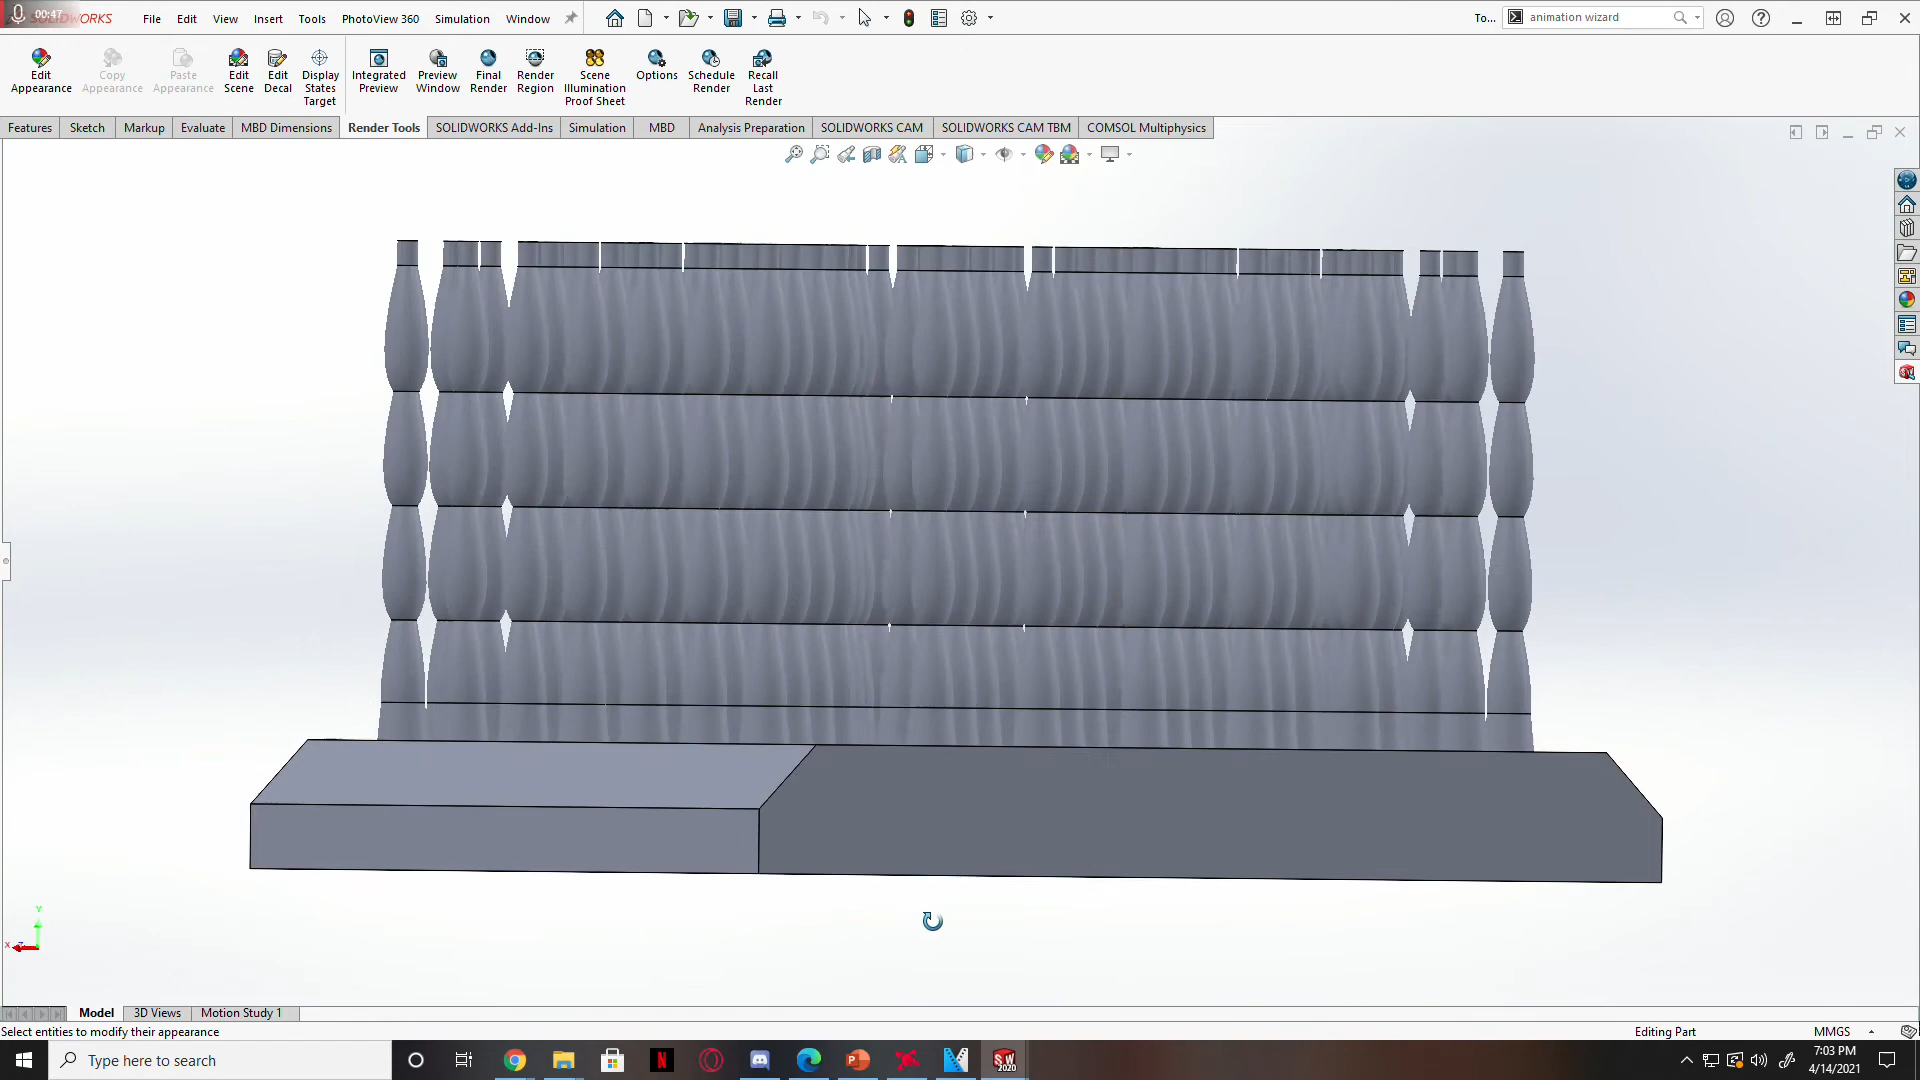 00:47 SOLIDWORKS File Edit View Insert Tools PhotoView 360 Simulation Window To... animation wizard
Edit Appearance Copy Appearance Paste Appearance Edit Scene Edit Decal Display States Target Integrated Preview Preview Window Final Render Render Region Scene Illumination Proof Sheet Options Schedule Render Recall Last Render
Features Sketch Markup Evaluate MBD Dimensions Render Tools SOLIDWORKS Add-Ins Simulation MBD Analysis Preparation SOLIDWORKS CAM SOLIDWORKS CAM TBM COMSOL Multiphysics
Y
X Z
Model 3D Views Motion Study 1
Select entities to modify their appearance Editing Part MMGS
Type here to search
SW 2020
7:03 PM
4/14/2021